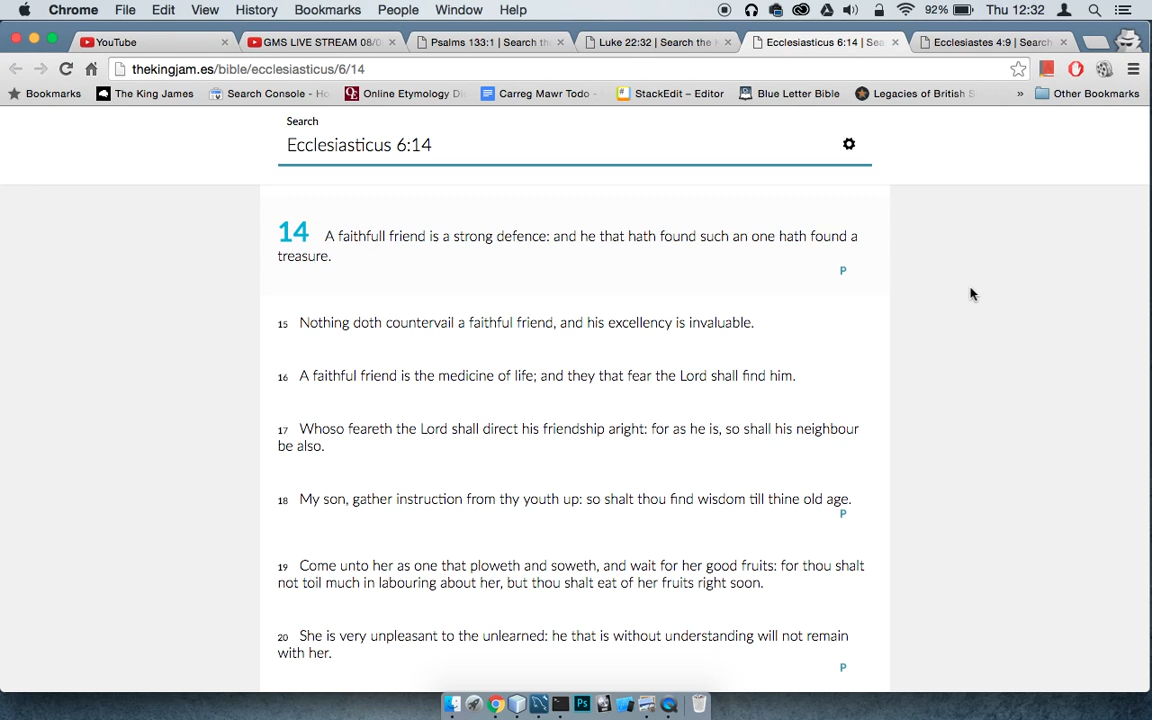 Chrome File Edit View History Bookmarks People Window Help 92% Thu 12:32
YouTube GMS LIVE STREAM 08/0 Psalms 133:1 | Search the Luke 22:32 | Search the Ecclesiasticus 6:14 | Sea Ecclesiastes 4:9 | Search
thekingjam.es/bible/ecclesiasticus/6/14
Bookmarks The King James Search Console - Ho Online Etymology Di Carreg Mawr Todo - StackEdit – Editor Blue Letter Bible Legacies of British S » Other Bookmarks
Search
Ecclesiasticus 6:14
14 A faithfull friend is a strong defence: and he that hath found such an one hath found a
treasure.
P
15 Nothing doth countervail a faithful friend, and his excellency is invaluable.
16 A faithful friend is the medicine of life; and they that fear the Lord shall find him.
17 Whoso feareth the Lord shall direct his friendship aright: for as he is, so shall his neighbour
be also.
18 My son, gather instruction from thy youth up: so shalt thou find wisdom till thine old age.
P
19 Come unto her as one that ploweth and soweth, and wait for her good fruits: for thou shalt
not toil much in labouring about her, but thou shalt eat of her fruits right soon.
20 She is very unpleasant to the unlearned: he that is without understanding will not remain
with her.
P
Ps